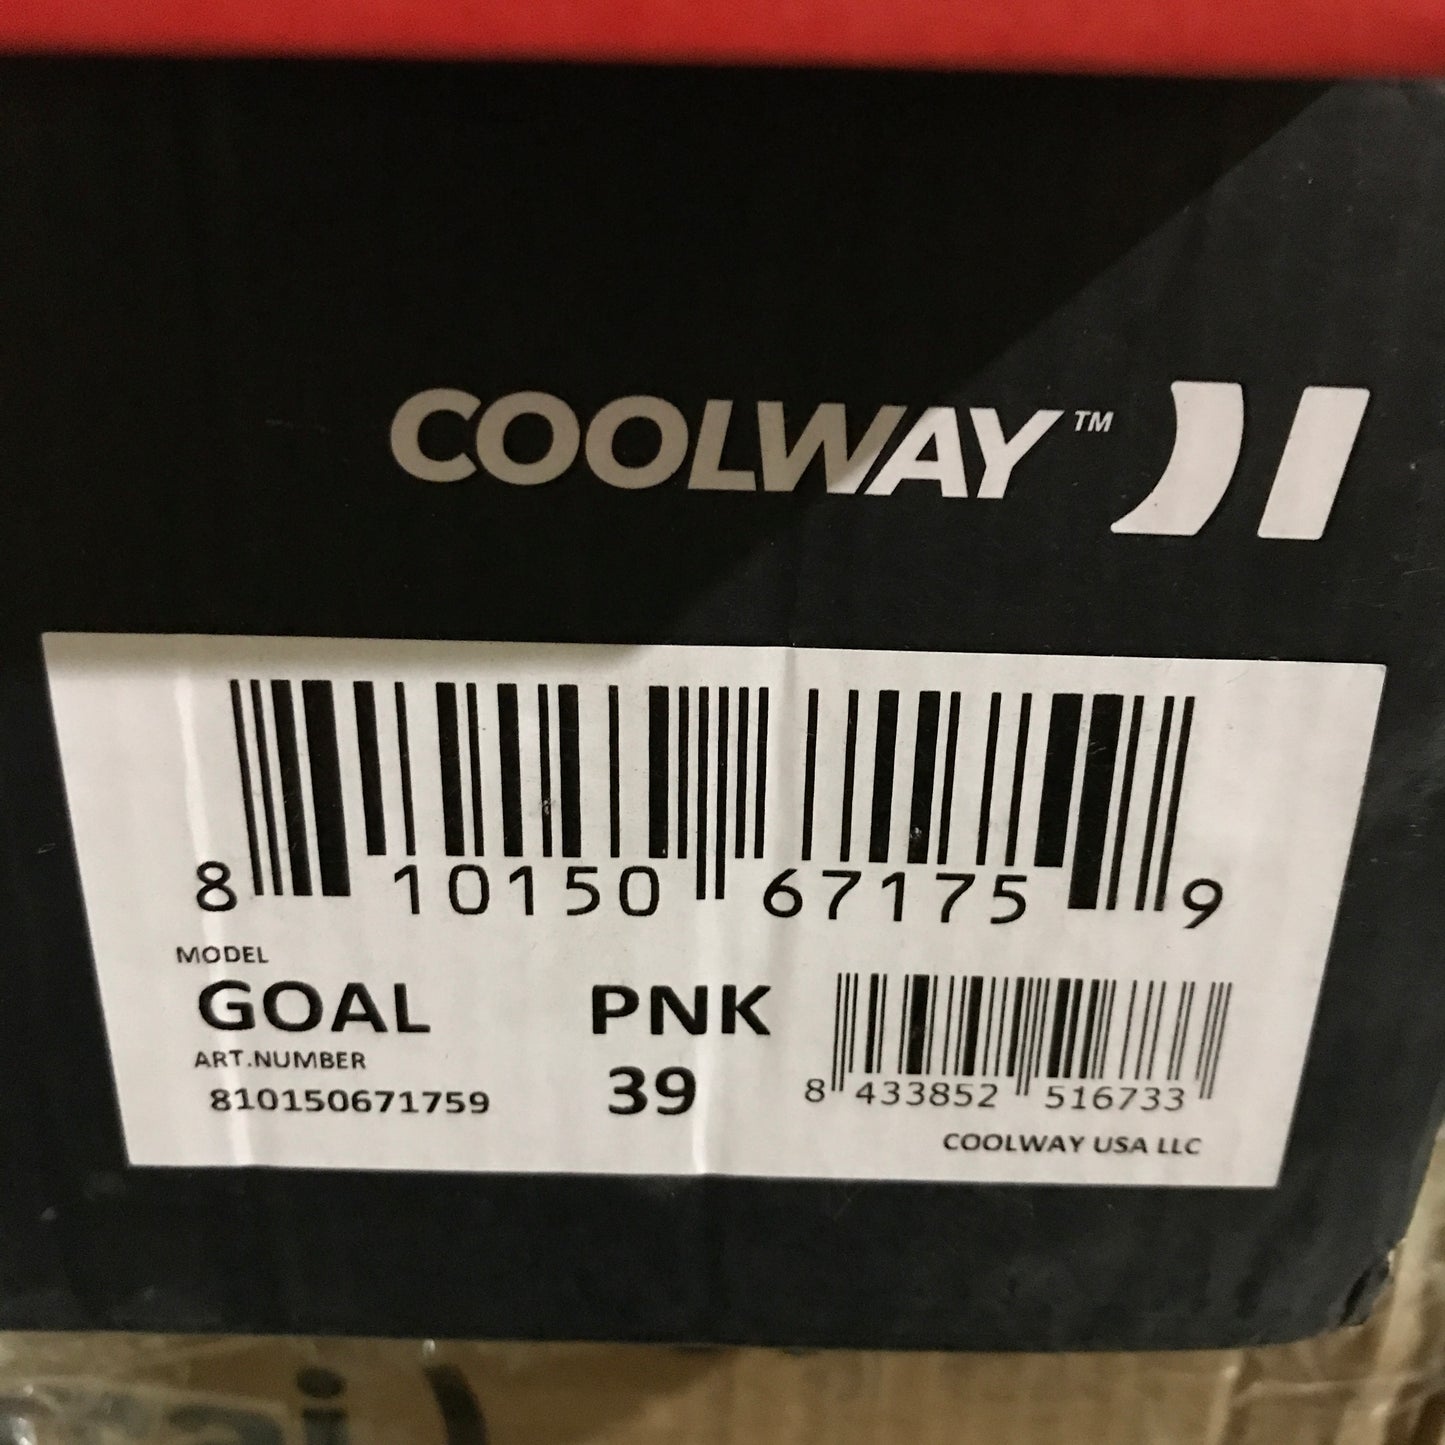 COOLWAY™
8 10150 67175 9
MODEL
GOAL PNK
ART.NUMBER
810150671759 39
8 433852 516733
COOLWAY USA LLC